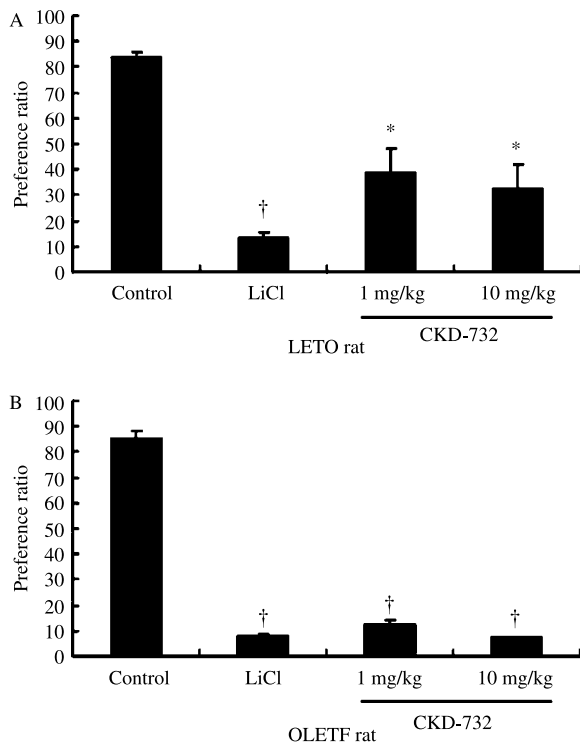 A
Preference ratio
100
90
80
70
60
50
40
30
20
10
0
*
*
†
Control LiCl 1 mg/kg 10 mg/kg
CKD-732
LETO rat
B
Preference ratio
100
90
80
70
60
50
40
30
20
10
0
† † †
Control LiCl 1 mg/kg 10 mg/kg
CKD-732
OLETF rat